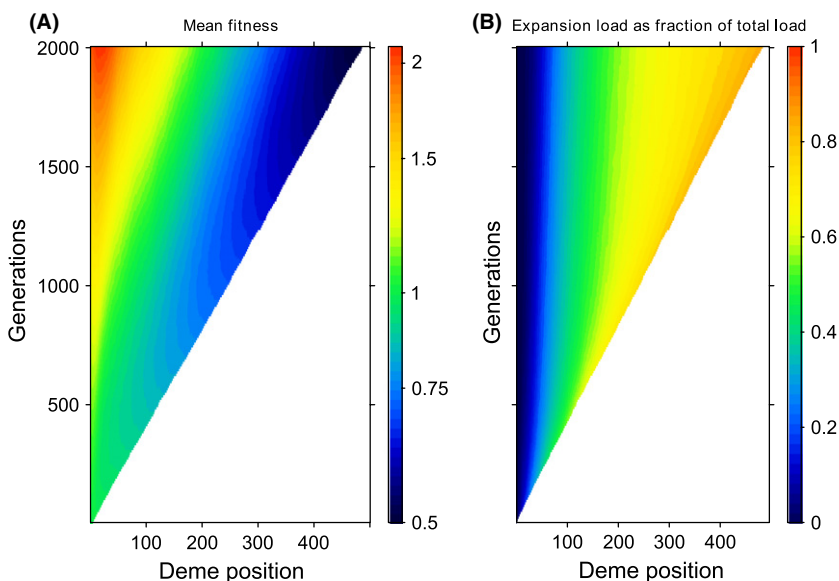 (A)
Mean fitness
Generations
2000
1500
1000
500
100 200 300 400
Deme position
2
1.5
1
0.75
0.5
(B)
Expansion load as fraction of total load
Generations
100 200 300 400
Deme position
1
0.8
0.6
0.4
0.2
0